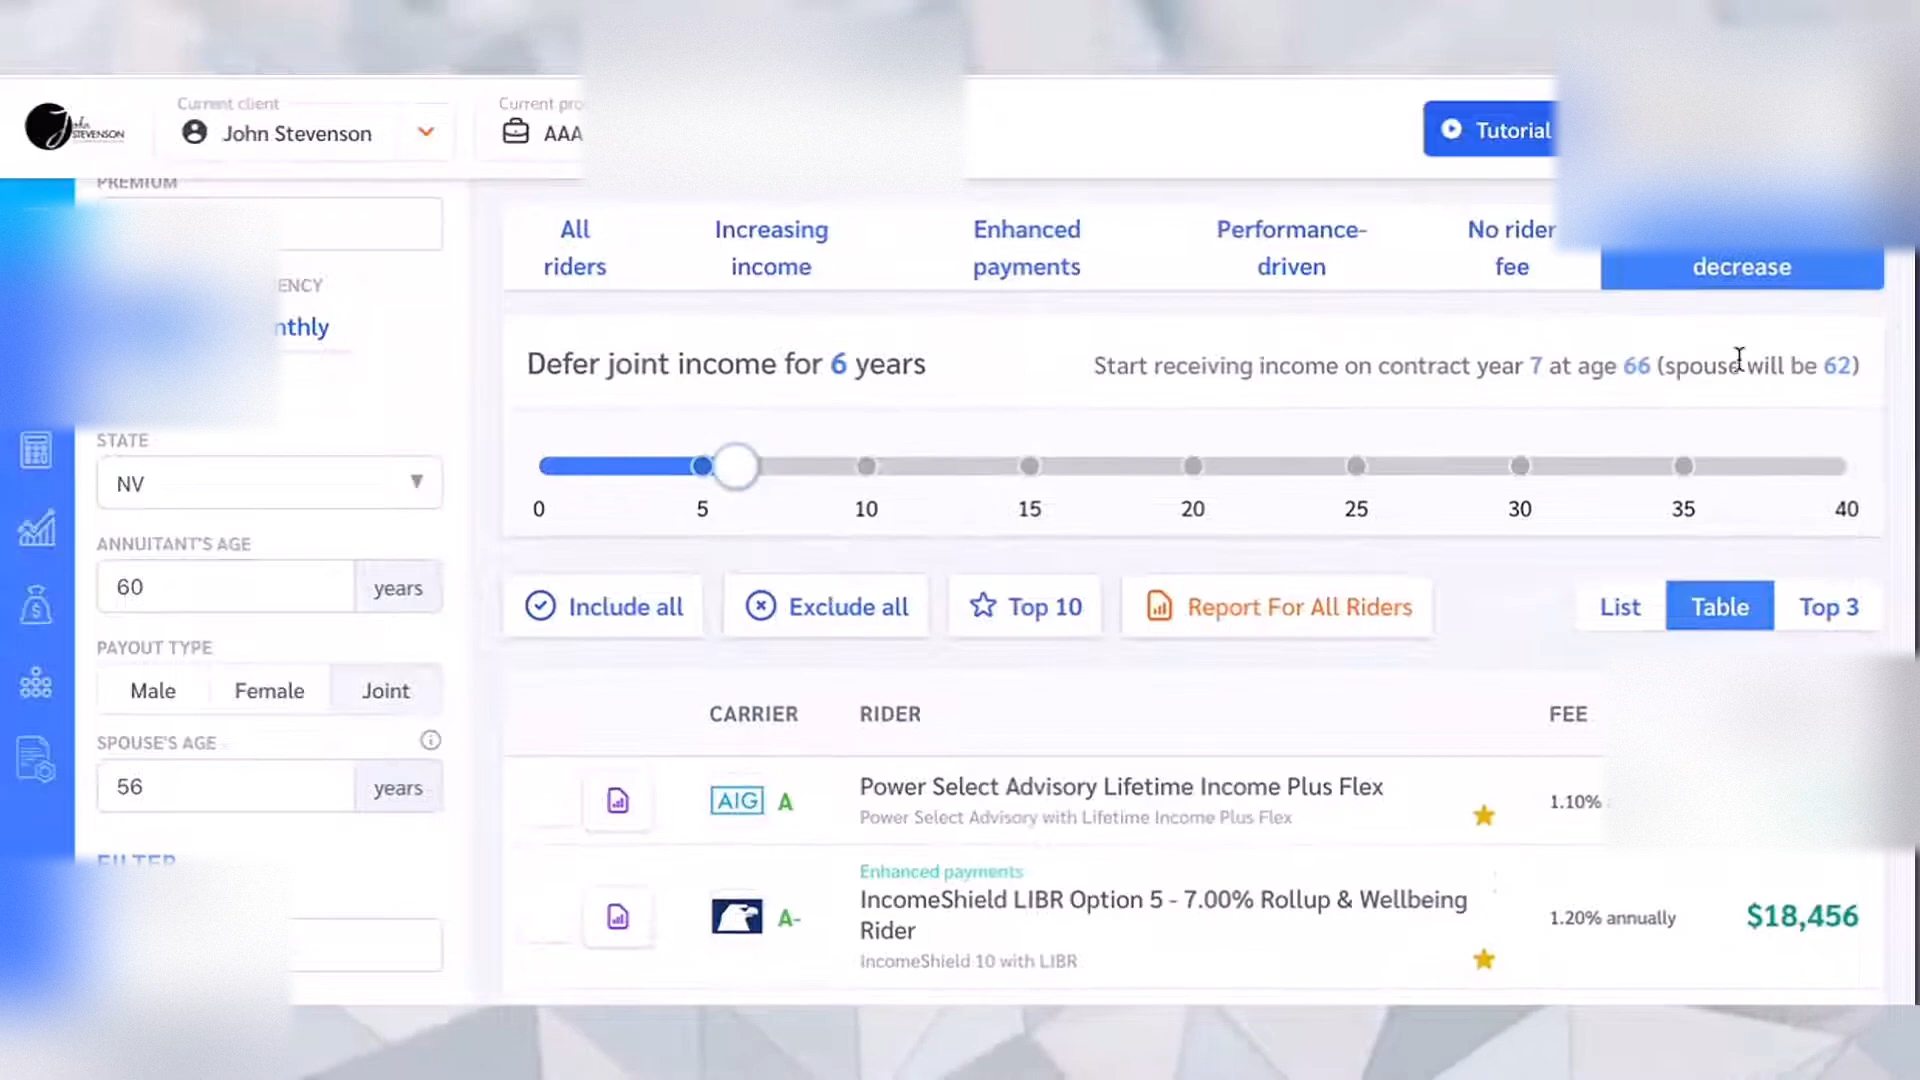 John
STEVENSON
Current client
John Stevenson
Current
AAA
Tutorial
PREMIUM
All riders
Increasing income
Enhanced payments
Performance-driven
No rider fee
decrease
Defer joint income for 6 years
Start receiving income on contract year 7 at age 66 (spouse will be 62)
0 5 10 15 20 25 30 35 40
STATE
NV
ANNUITANT'S AGE
60 years
PAYOUT TYPE
Male Female Joint
SPOUSE'S AGE
56 years
FILTER
Include all
Exclude all
Top 10
Report For All Riders
List Table Top 3
CARRIER RIDER FEE
AIG A
Power Select Advisory Lifetime Income Plus Flex
Power Select Advisory with Lifetime Income Plus Flex
1.10%
Enhanced payments
A-
IncomeShield LIBR Option 5 - 7.00% Rollup & Wellbeing
Rider
IncomeShield 10 with LIBR
1.20% annually
$18,456